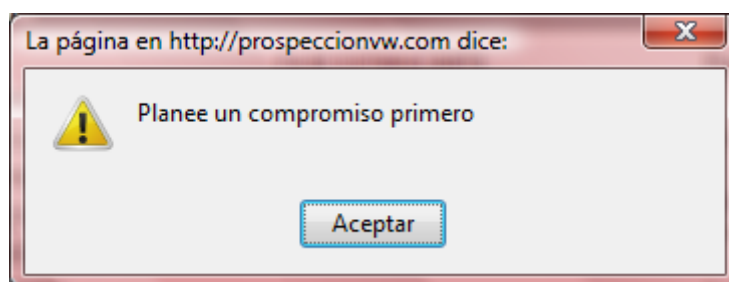 La página en http://prospeccionvw.com dice:
Planee un compromiso primero
Aceptar